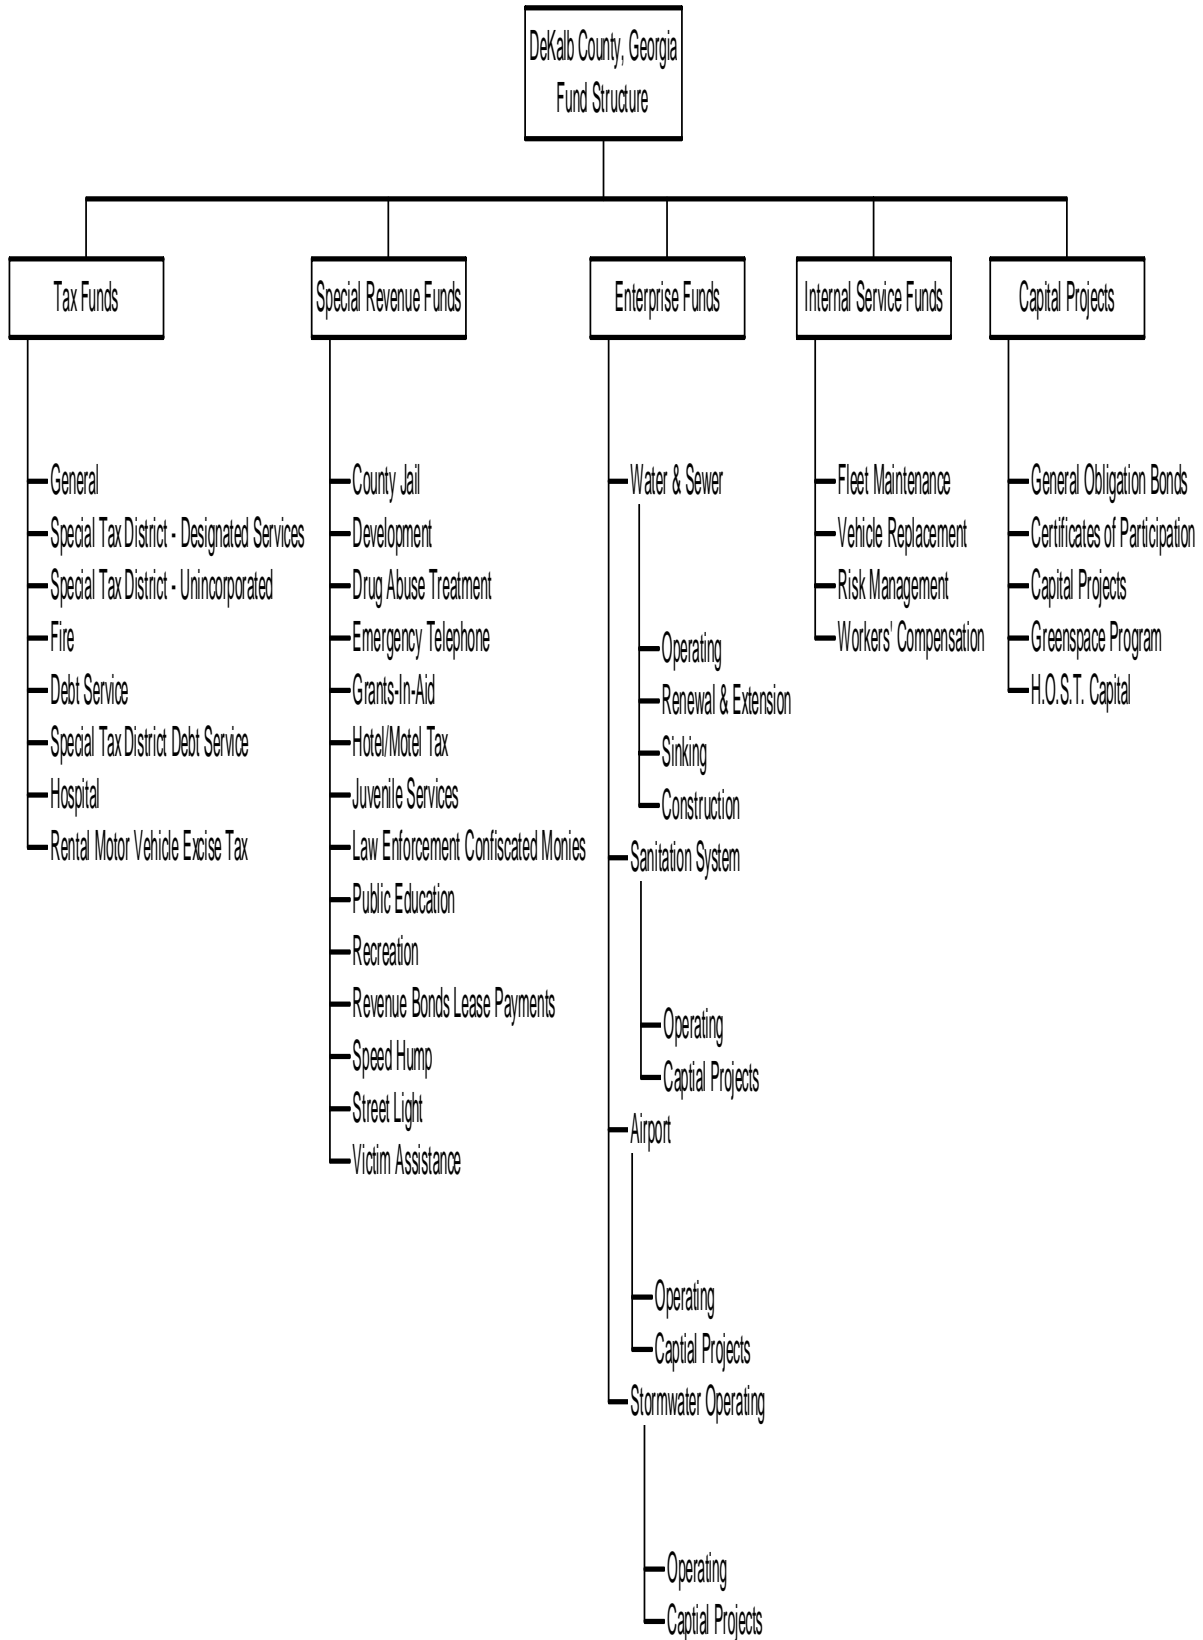 DeKalb County, Georgia
Fund Structure
Tax Funds
General
Special Tax District - Designated Services
Special Tax District - Unincorporated
Fire
Debt Service
Special Tax District Debt Service
Hospital
Rental Motor Vehicle Excise Tax
Special Revenue Funds
County Jail
Development
Drug Abuse Treatment
Emergency Telephone
Grants-In-Aid
Hotel/Motel Tax
Juvenile Services
Law Enforcement Confiscated Monies
Public Education
Recreation
Revenue Bonds Lease Payments
Speed Hump
Street Light
Victim Assistance
Enterprise Funds
Water & Sewer
Operating
Renewal & Extension
Sinking
Construction
Sanitation System
Operating
Captial Projects
Airport
Operating
Captial Projects
Stormwater Operating
Operating
Captial Projects
Internal Service Funds
Fleet Maintenance
Vehicle Replacement
Risk Management
Workers' Compensation
Capital Projects
General Obligation Bonds
Certificates of Participation
Capital Projects
Greenspace Program
H.O.S.T. Capital